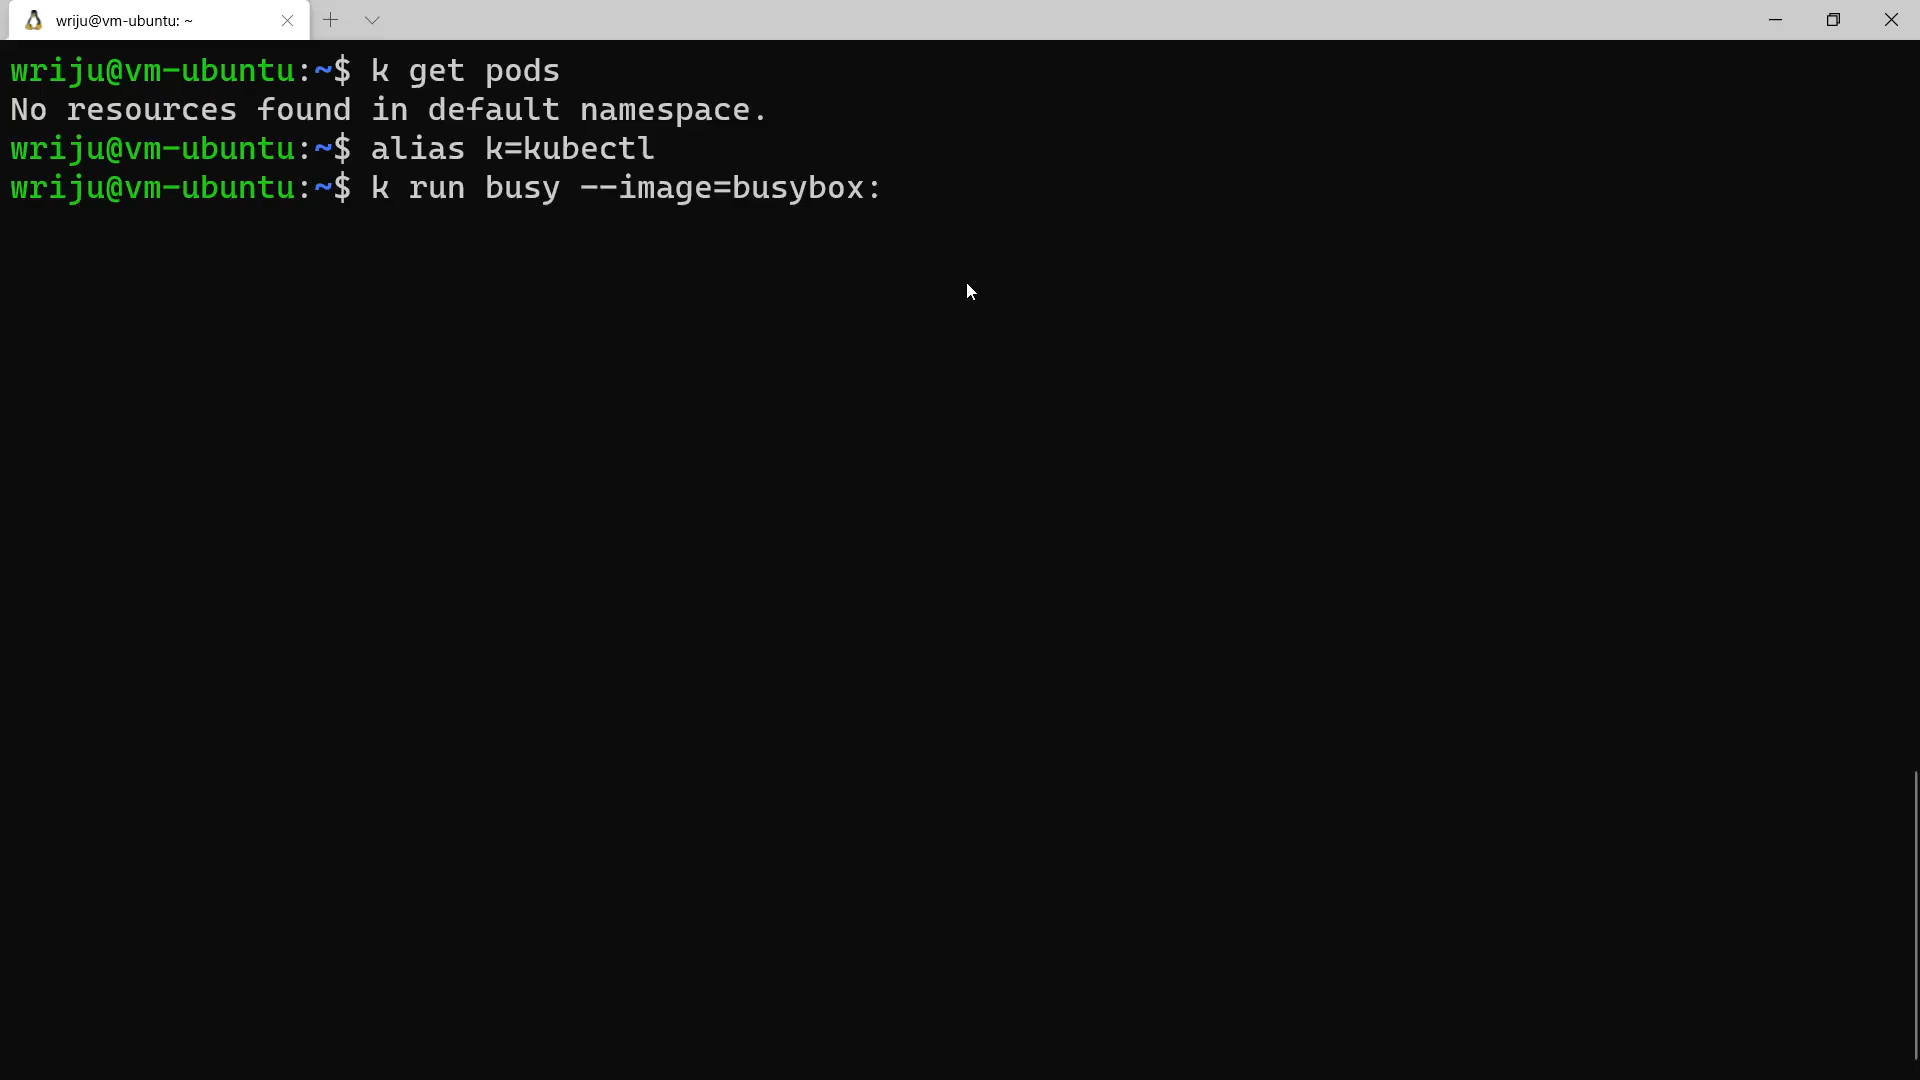 wriju@vm-ubuntu: ~
wriju@vm-ubuntu:~$ k get pods
No resources found in default namespace.
wriju@vm-ubuntu:~$ alias k=kubectl
wriju@vm-ubuntu:~$ k run busy --image=busybox: